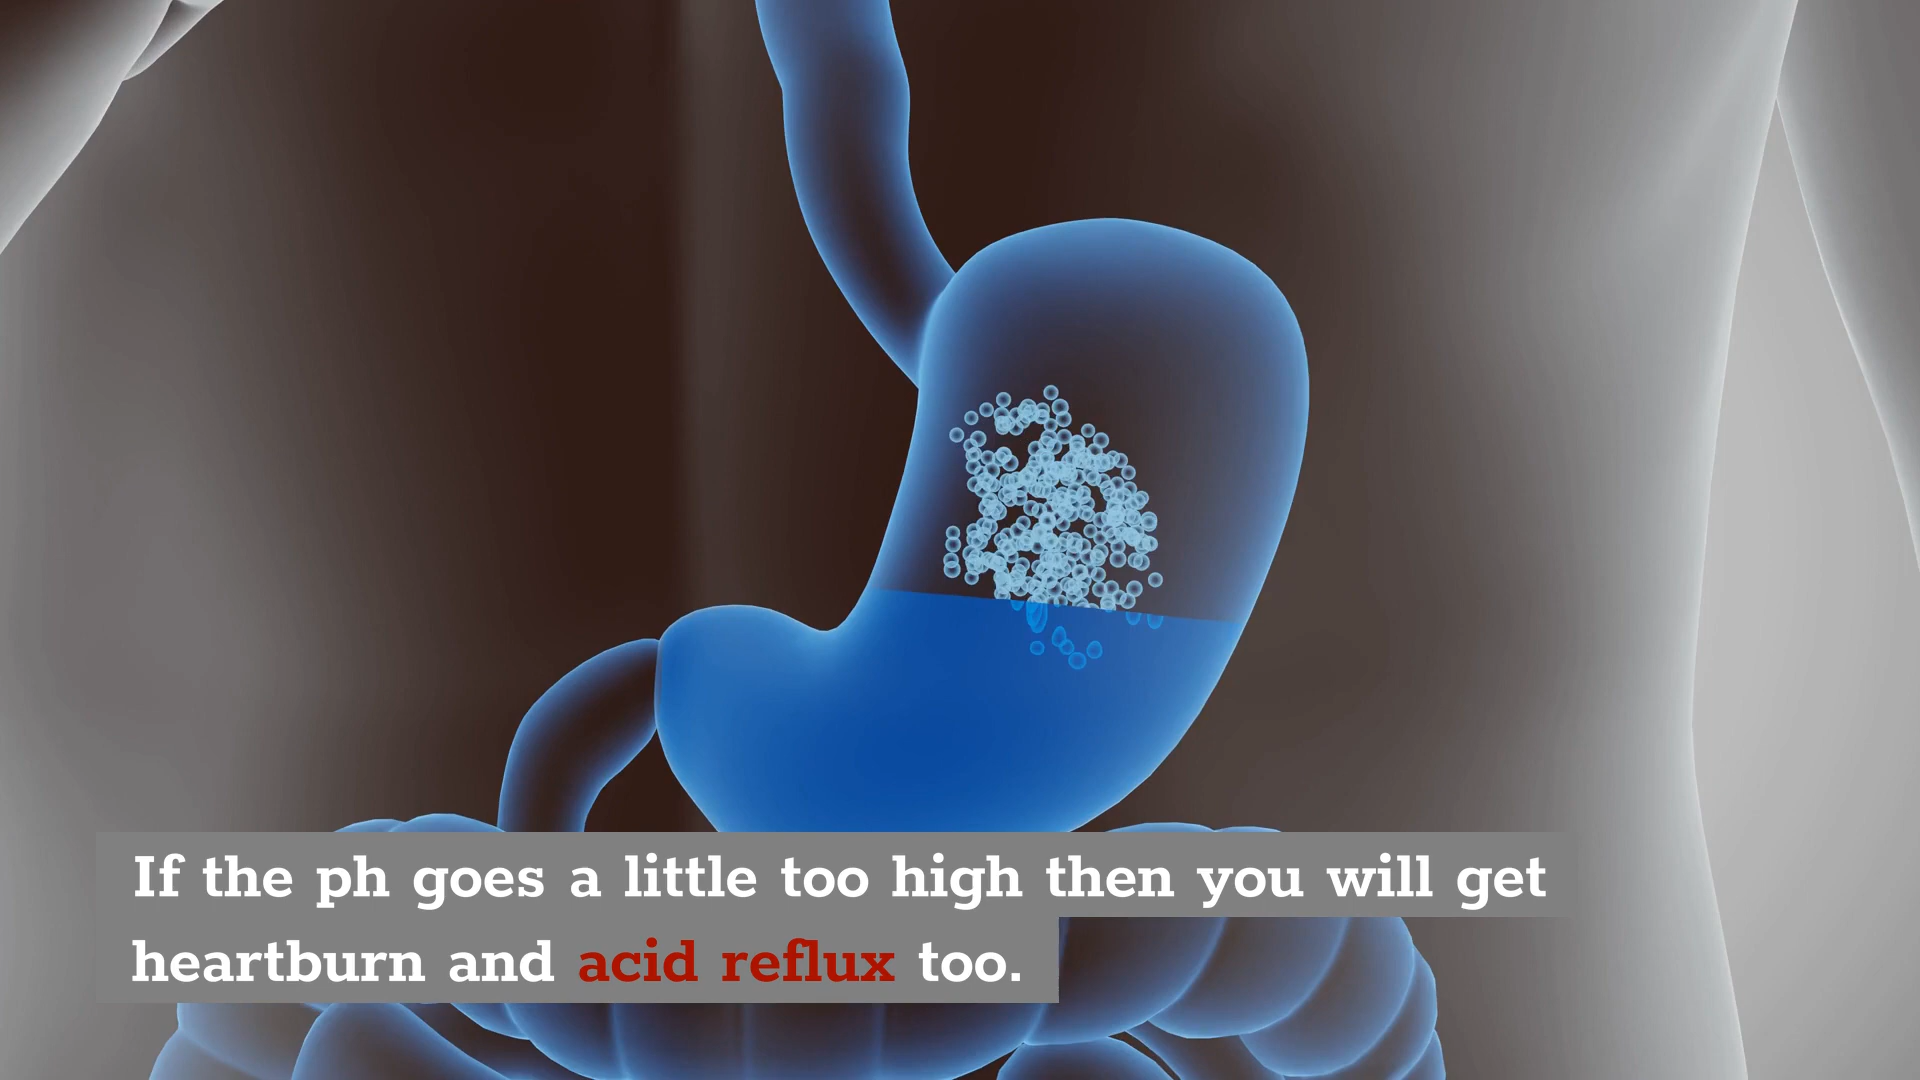 If the ph goes a little too high then you will get
heartburn and acid reflux too.